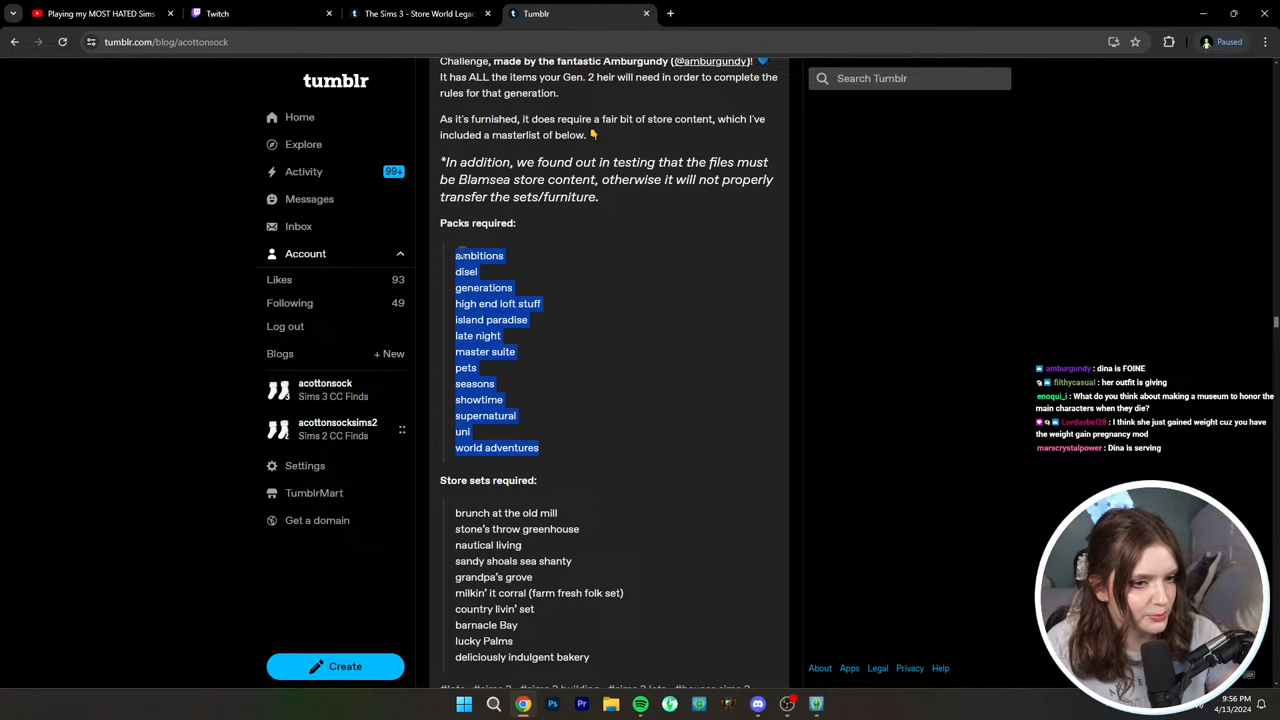 Playing my MOST HATED Sims
Twitch
The Sims 3 - Store World Legac
Tumblr
tumblr.com/blog/acottonsock
Paused
tumblr
Search Tumblr
Home
Explore
Activity
99+
Messages
Inbox
Account
Likes
93
Following
49
Log out
Blogs
+ New
acottonsock
Sims 3 CC Finds
acottonsocksims2
Sims 2 CC Finds
Settings
TumblrMart
Get a domain
Create
Challenge, made by the fantastic Amburgundy (@amburgundy)! 💙
It has ALL the items your Gen. 2 heir will need in order to complete the
rules for that generation.
As it's furnished, it does require a fair bit of store content, which I've
included a masterlist of below. 👇
*In addition, we found out in testing that the files must
be Blamsea store content, otherwise it will not properly
transfer the sets/furniture.
Packs required:
ambitions
disel
generations
high end loft stuff
island paradise
late night
master suite
pets
seasons
showtime
supernatural
uni
world adventures
Store sets required:
brunch at the old mill
stone's throw greenhouse
nautical living
sandy shoals sea shanty
grandpa's grove
milkin' it corral (farm fresh folk set)
country livin' set
barnacle Bay
lucky Palms
deliciously indulgent bakery
amburgundy : dina is FOINE
filthycasual : her outfit is giving
enoqui_i : What do you think about making a museum to honor the
main characters when they die?
Lordasbel28 : I think she just gained weight cuz you have
the weight gain pregnancy mod
marscrystalpower : Dina is serving
About Apps Legal Privacy Help
9:56 PM
4/13/2024